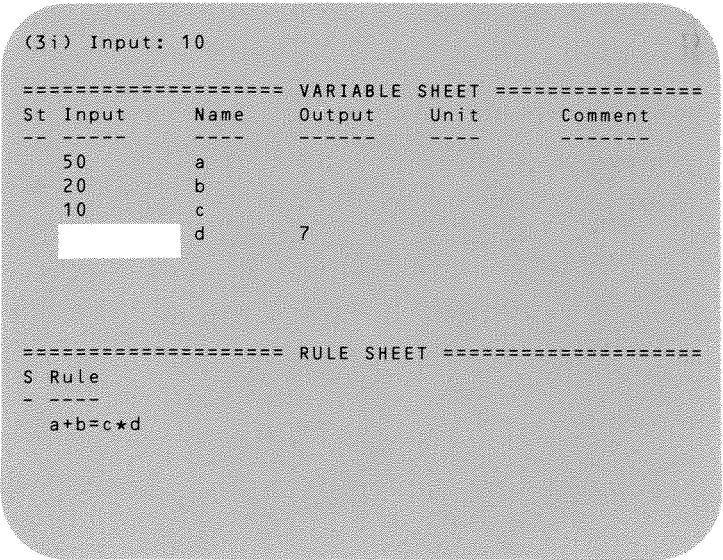 (3i) Input: 10
==================== VARIABLE SHEET ================
St Input Name Output Unit Comment
-- ----- ---- ------ ---- -------
50 a
20 b
10 c
d 7
==================== RULE SHEET ====================
S Rule
- ----
a+b=c★d